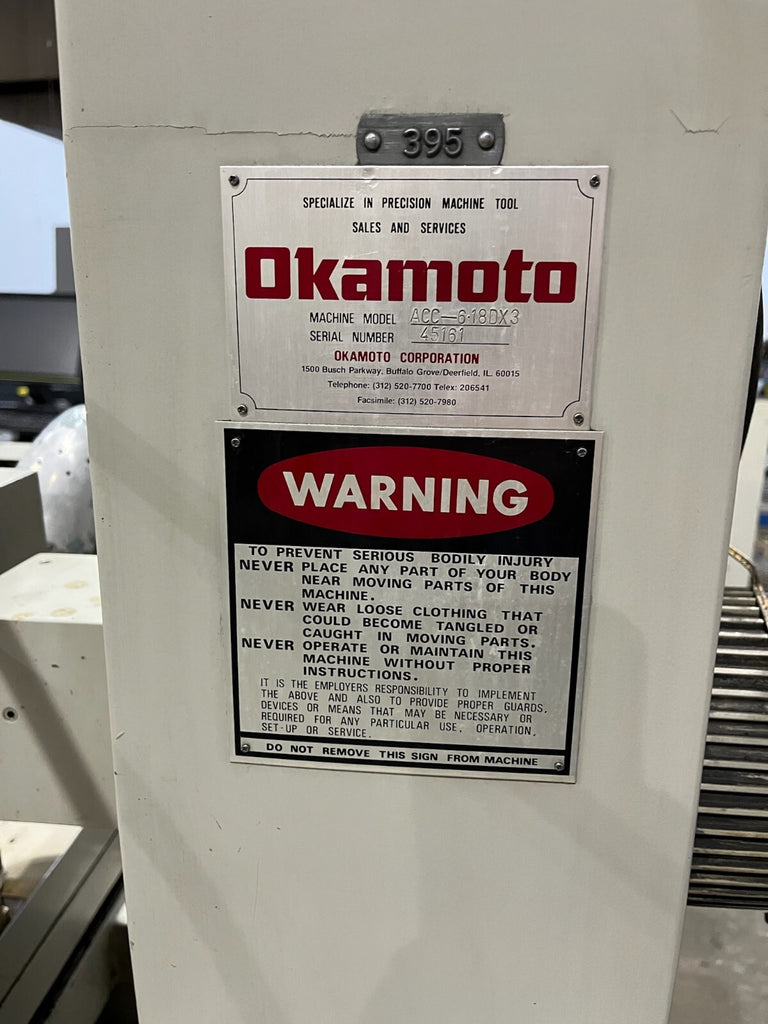 395
SPECIALIZE IN PRECISION MACHINE TOOL
SALES AND SERVICES
Okamoto
MACHINE MODEL ACC-6·18DX3
SERIAL NUMBER 45161
OKAMOTO CORPORATION
1500 Busch Parkway, Buffalo Grove/Deerfield, IL. 60015
Telephone: (312) 520-7700 Telex: 206541
Facsimile: (312) 520-7980
WARNING
TO PREVENT SERIOUS BODILY INJURY
NEVER PLACE ANY PART OF YOUR BODY
NEAR MOVING PARTS OF THIS
MACHINE.
NEVER WEAR LOOSE CLOTHING THAT
COULD BECOME TANGLED OR
CAUGHT IN MOVING PARTS.
NEVER OPERATE OR MAINTAIN THIS
MACHINE WITHOUT PROPER
INSTRUCTIONS.
IT IS THE EMPLOYERS RESPONSIBILITY TO IMPLEMENT
THE ABOVE AND ALSO TO PROVIDE PROPER GUARDS,
DEVICES OR MEANS THAT MAY BE NECESSARY OR
REQUIRED FOR ANY PARTICULAR USE, OPERATION,
SET-UP OR SERVICE.
DO NOT REMOVE THIS SIGN FROM MACHINE